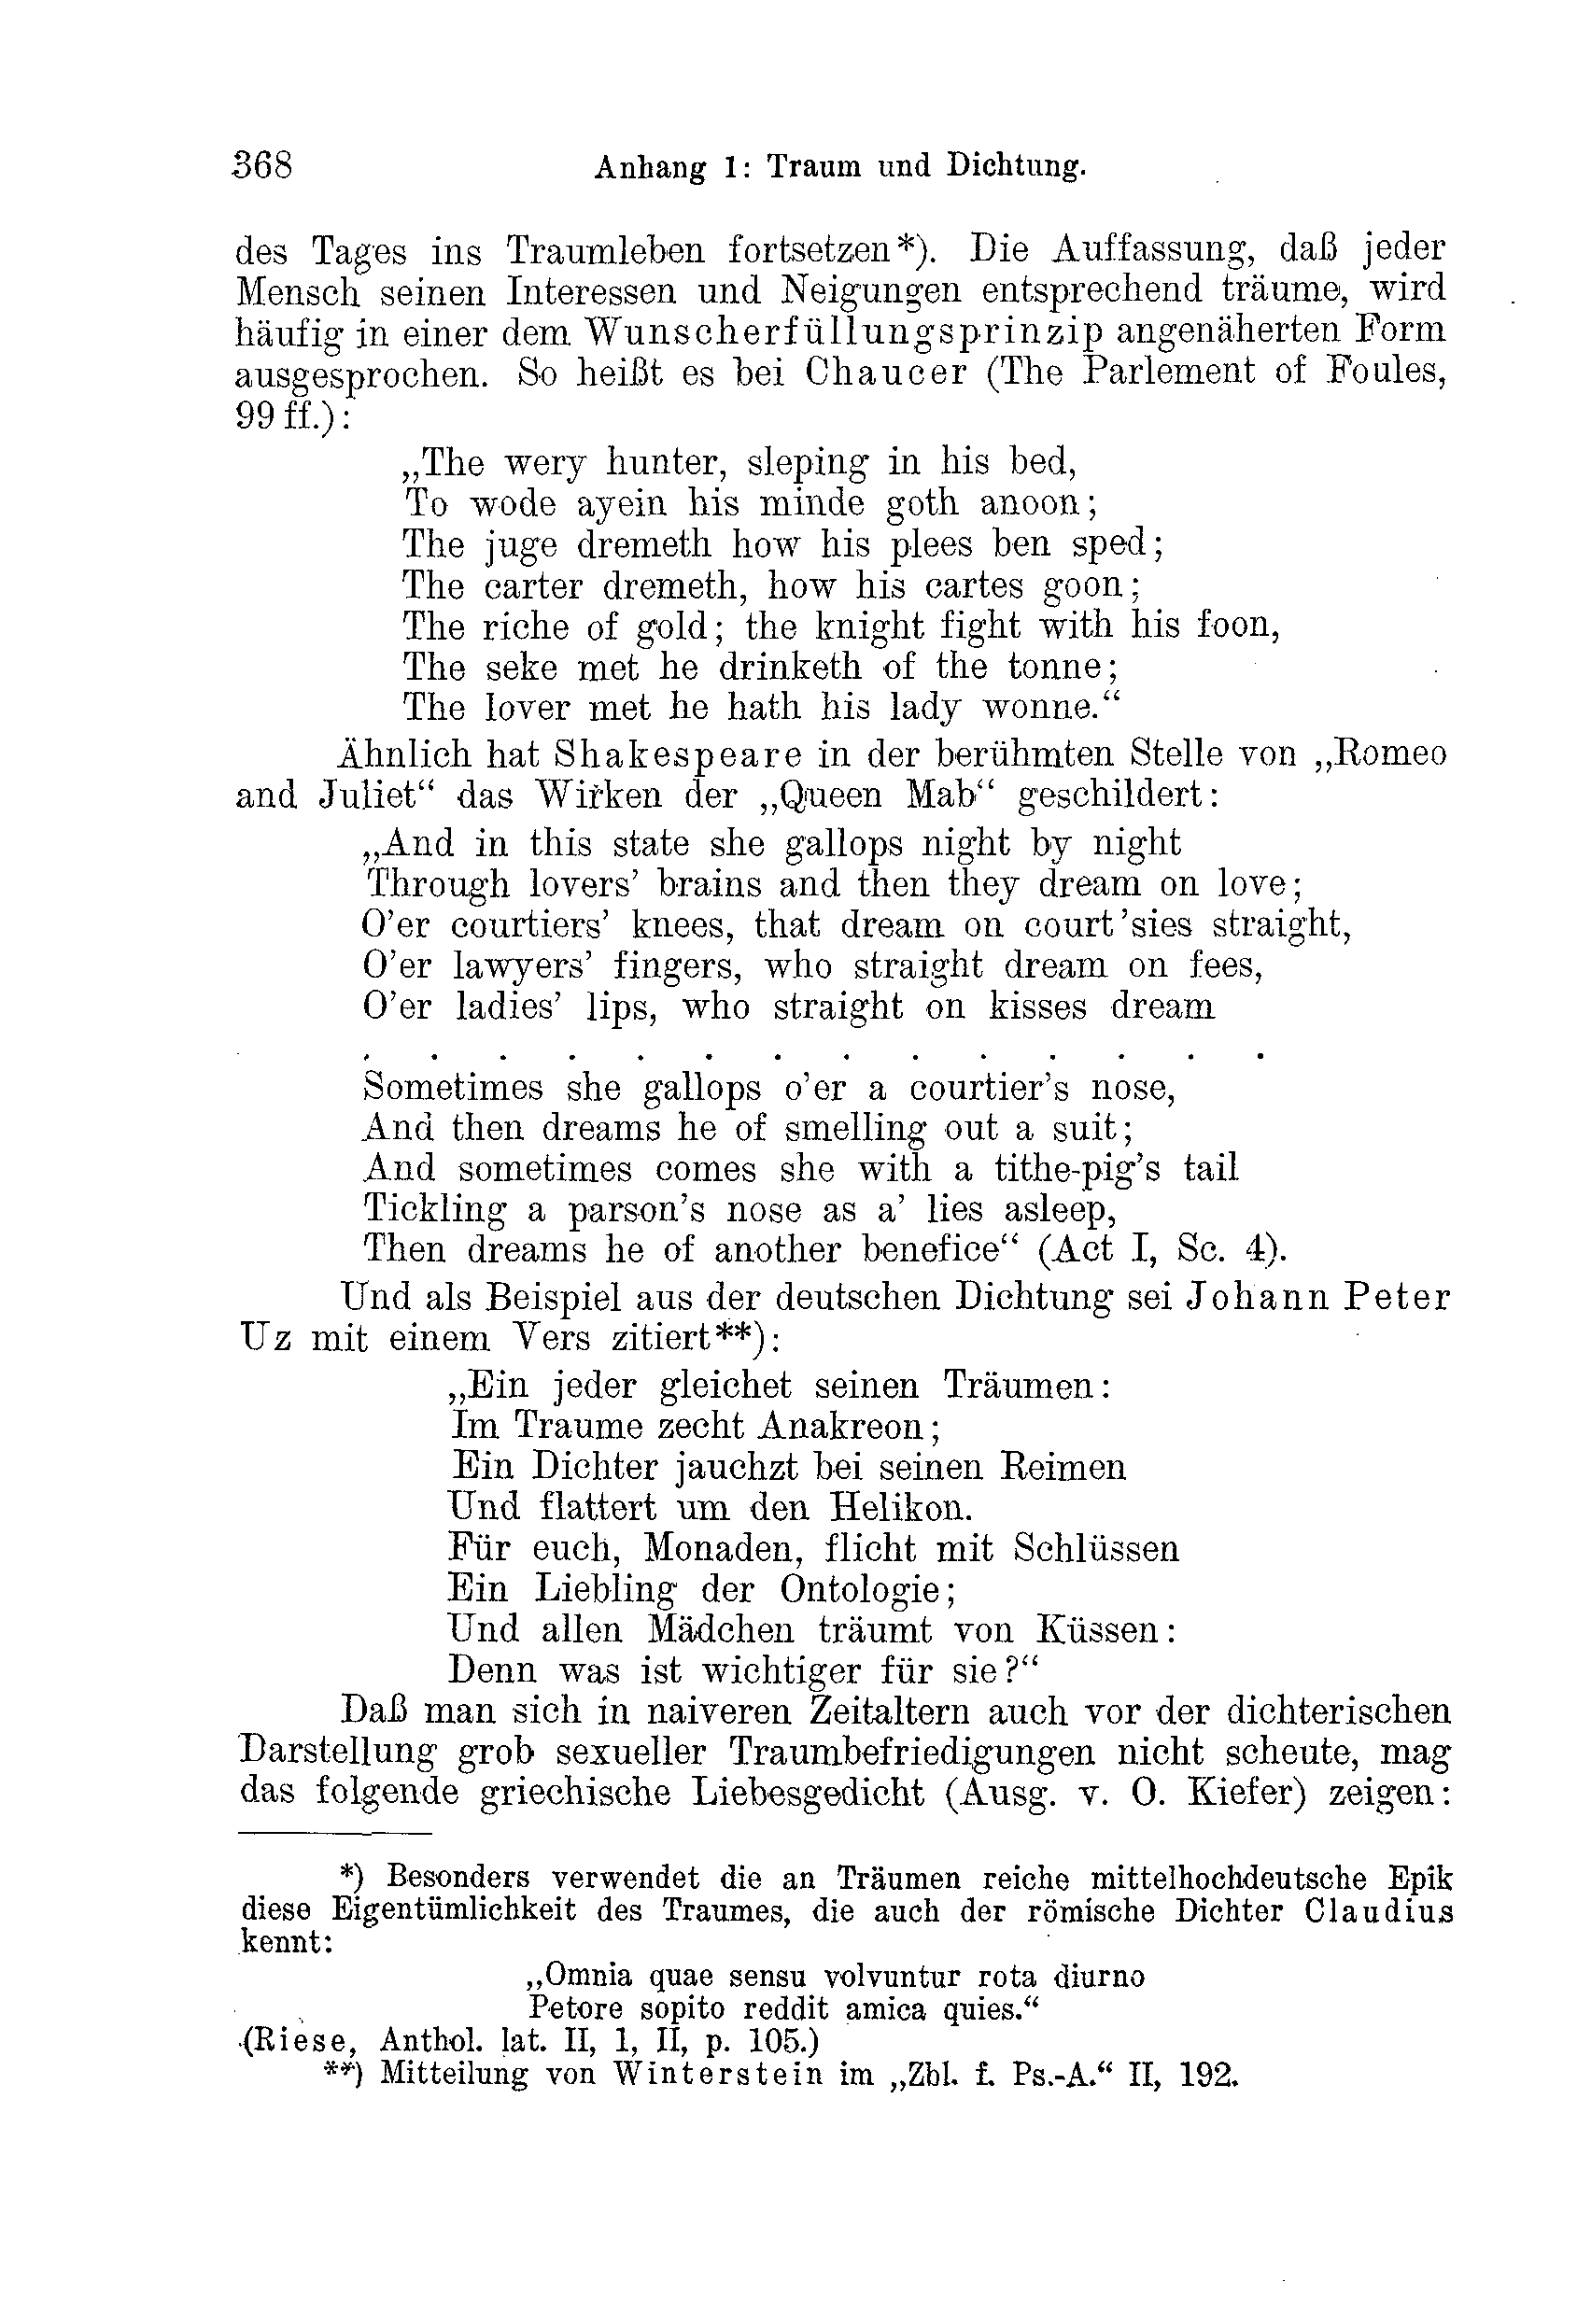 368 Anhang 1: Traum und Dichtung.
des Tages ins Traumleben fortsetzen*). Die Auffassung, daß jeder
Mensch seinen Interessen und Neigungen entsprechend träume, wird
häufig in einer dem Wunscherfüllungsprinzip angenäherten Form
ausgesprochen. So heißt es bei Chaucer (The Parlement of Foules,
99 ff.):
„The wery hunter, sleping in his bed,
To wode ayein his minde goth anoon;
The juge dremeth how his plees ben sped;
The carter dremeth, how his cartes goon;
The riche of gold; the knight fight with his foon,
The seke met he drinketh of the tonne;
The lover met he hath his lady wonne.“
Ähnlich hat Shakespeare in der berühmten Stelle von „Romeo
and Juliet“ das Wirken der „Queen Mab“ geschildert:
„And in this state she gallops night by night
Through lovers’ brains and then they dream on love;
O’er courtiers’ knees, that dream on court’sies straight,
O’er lawyers’ fingers, who straight dream on fees,
O’er ladies’ lips, who straight on kisses dream
. . . . . . . . . . . . . .
Sometimes she gallops o’er a courtier’s nose,
And then dreams he of smelling out a suit;
And sometimes comes she with a tithe-pig’s tail
Tickling a parson’s nose as a’ lies asleep,
Then dreams he of another benefice“ (Act I, Sc. 4).
Und als Beispiel aus der deutschen Dichtung sei Johann Peter
Uz mit einem Vers zitiert**):
„Ein jeder gleichet seinen Träumen:
Im Traume zecht Anakreon;
Ein Dichter jauchzt bei seinen Reimen
Und flattert um den Helikon.
Für euch, Monaden, flicht mit Schlüssen
Ein Liebling der Ontologie;
Und allen Mädchen träumt von Küssen:
Denn was ist wichtiger für sie?“
Daß man sich in naiveren Zeitaltern auch vor der dichterischen
Darstellung grob sexueller Traumbefriedigungen nicht scheute, mag
das folgende griechische Liebesgedicht (Ausg. v. O. Kiefer) zeigen:
*) Besonders verwendet die an Träumen reiche mittelhochdeutsche Epik
diese Eigentümlichkeit des Traumes, die auch der römische Dichter Claudius
kennt:
„Omnia quae sensu volvuntur rota diurno
Petore sopito reddit amica quies.“
(Riese, Anthol. lat. II, 1, II, p. 105.)
**) Mitteilung von Winterstein im „Zbl. f. Ps.-A.“ II, 192.